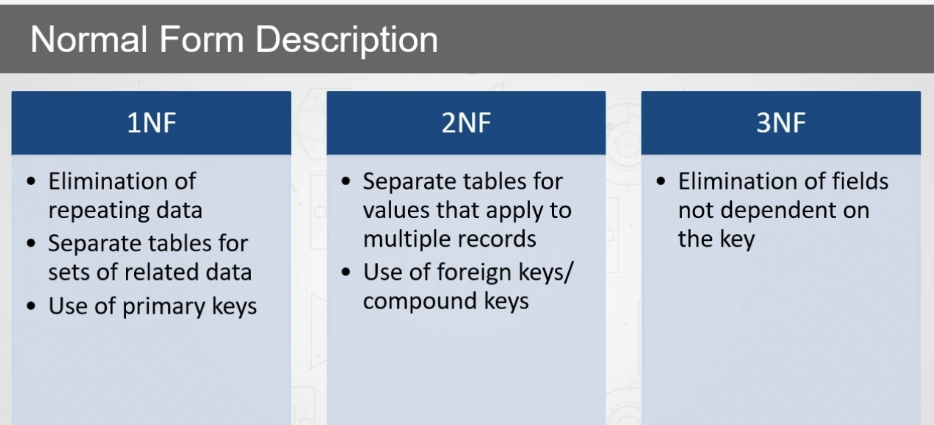 Normal Form Description
1NF
• Elimination of
repeating data
• Separate tables for
sets of related data
• Use of primary keys
2NF
• Separate tables for
values that apply to
multiple records
• Use of foreign keys/
compound keys
3NF
• Elimination of fields
not dependent on
the key